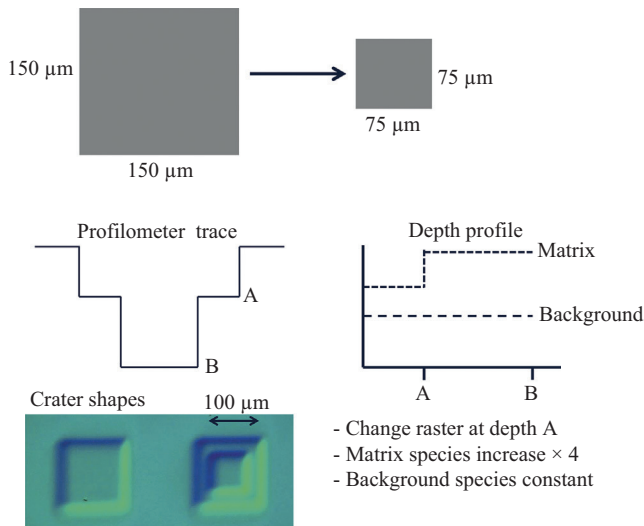 150 µm
75 µm
75 µm
150 µm
Profilometer trace
A
B
Depth profile
Matrix
Background
A
B
Crater shapes
100 µm
- Change raster at depth A
- Matrix species increase × 4
- Background species constant